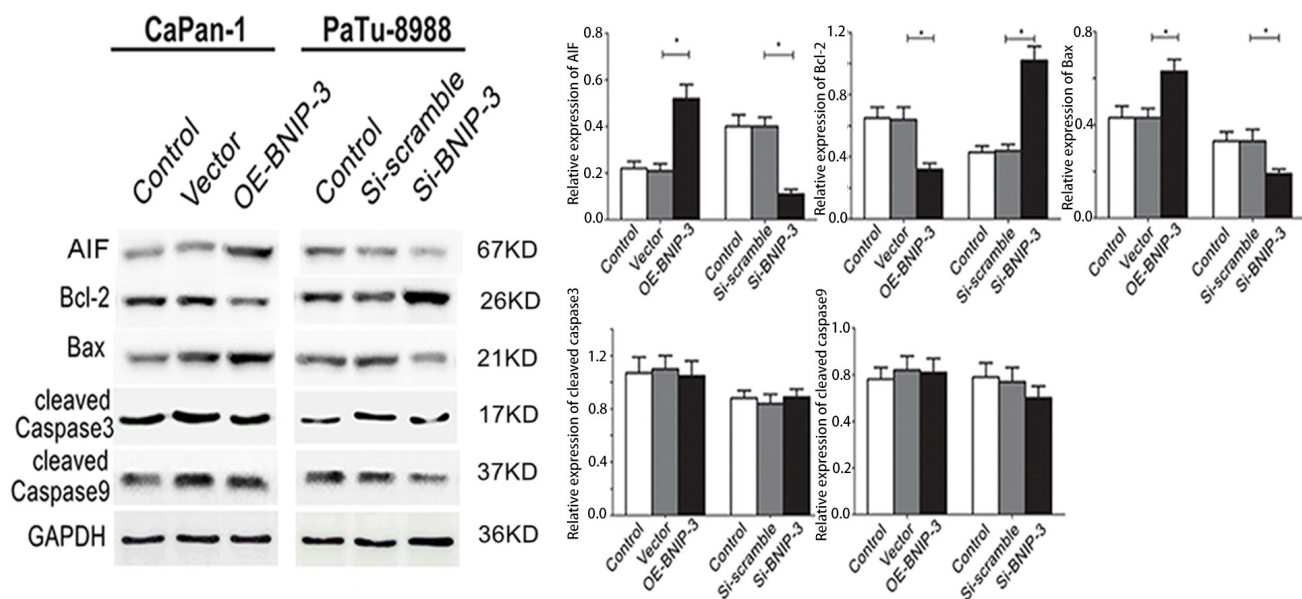 CaPan-1 PaTu-8988
Control Vector OE-BNIP-3 Control Si-scramble Si-BNIP-3
AIF 67KD
Bcl-2 26KD
Bax 21KD
cleaved
Caspase3 17KD
cleaved
Caspase9 37KD
GAPDH 36KD
Relative expression of AIF
0.8
0.6
0.4
0.2
0.0
* *
Control Vector OE-BNIP-3 Control Si-scramble Si-BNIP-3
Relative expression of Bcl-2
1.2
0.8
0.4
0.0
* *
Control Vector OE-BNIP-3 Control Si-scramble Si-BNIP-3
Relative expression of Bax
0.8
0.4
0.0
* *
Control Vector OE-BNIP-3 Control Si-scramble Si-BNIP-3
Relative expression of cleaved caspase3
1.2
0.8
0.4
0.0
Control Vector OE-BNIP-3 Control Si-scramble Si-BNIP-3
Relative expression of cleaved caspase9
1.0
0.8
0.6
0.2
0.0
Control Vector OE-BNIP-3 Control Si-scramble Si-BNIP-3